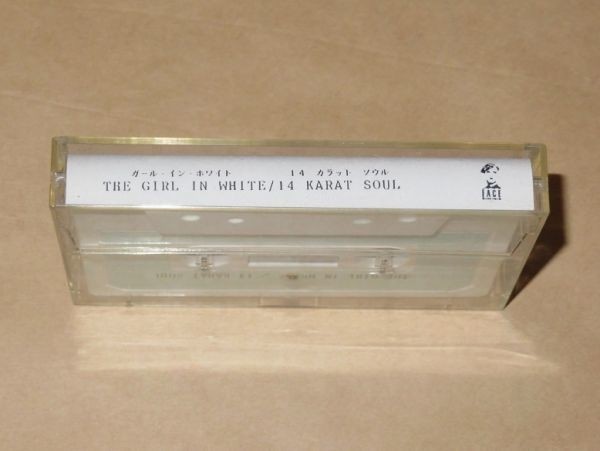 ガール・イン・ホワイト　　　14 カラット ソウル
THE GIRL IN WHITE/14 KARAT SOUL
LACE